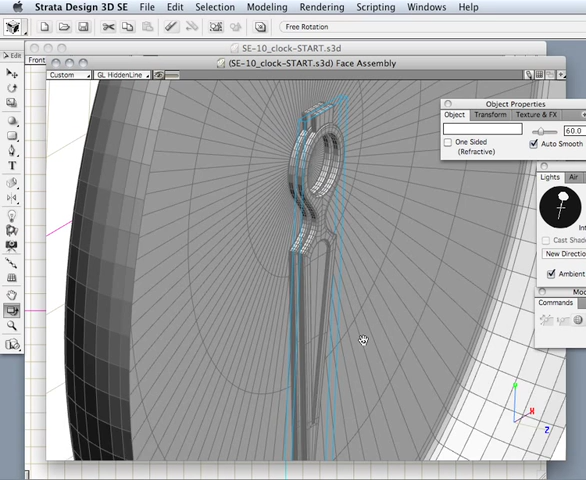 Strata Design 3D SE File Edit Selection Modeling Rendering Scripting Windows Help
Free Rotation
SE-10_clock-START.s3d
Edit
Front
(SE-10_clock-START.s3d) Face Assembly
Custom GL HiddenLine
Object Properties
Object Transform Texture & FX
One Sided
(Refractive)
60.0
Auto Smooth
Lights Air
Cast Shad
New Direction
Ambient
Commands
X
Z